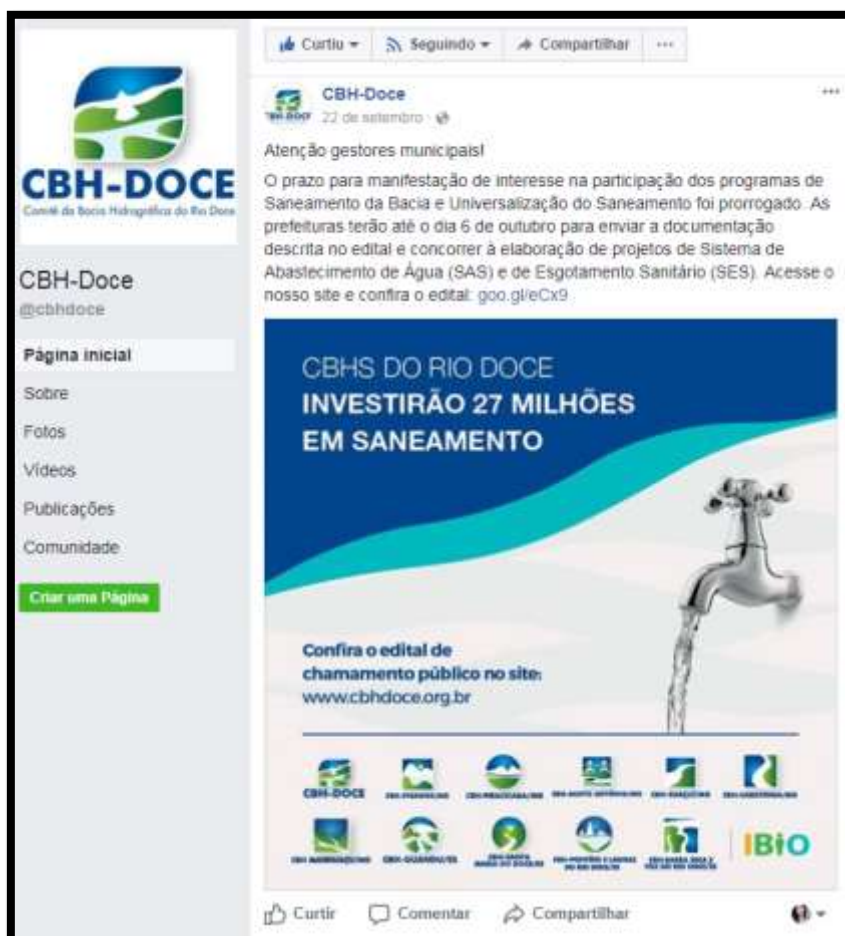 Curtiu Seguindo Compartilhar ...
CBH-DOCE
Comitê da Bacia Hidrográfica do Rio Doce
CBH-Doce
@cbhdoce
Página inicial
Sobre
Fotos
Vídeos
Publicações
Comunidade
Criar uma Página
CBH-Doce
22 de setembro
Atenção gestores municipais!
O prazo para manifestação de interesse na participação dos programas de
Saneamento da Bacia e Universalização do Saneamento foi prorrogado. As
prefeituras terão até o dia 6 de outubro para enviar a documentação
descrita no edital e concorrer à elaboração de projetos de Sistema de
Abastecimento de Água (SAS) e de Esgotamento Sanitário (SES). Acesse o
nosso site e confira o edital: goo.gl/eCx9
CBHS DO RIO DOCE
INVESTIRÃO 27 MILHÕES
EM SANEAMENTO
Confira o edital de
chamamento público no site:
www.cbhdoce.org.br
CBH-DOCE
CBH-GUANDU/ES
IBiO
Curtir Comentar Compartilhar